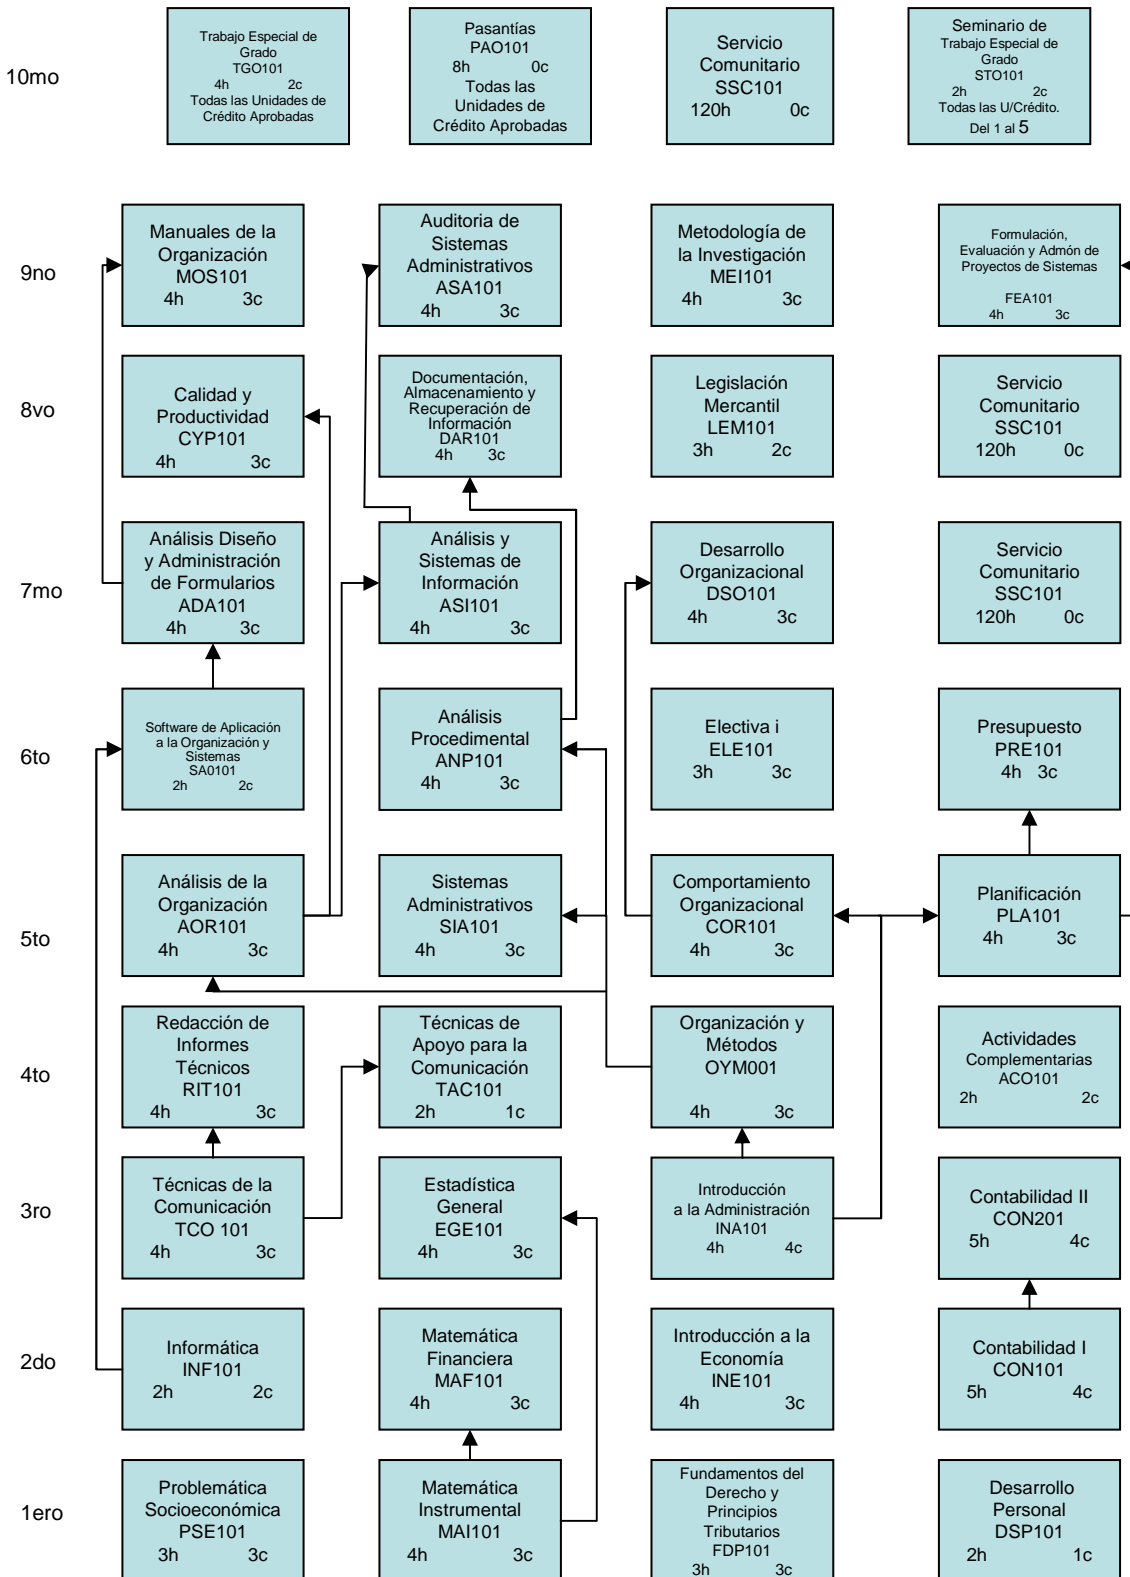 10mo
Trabajo Especial de
Grado
TGO101
4h 2c
Todas las Unidades de
Crédito Aprobadas
Pasantías
PAO101
8h 0c
Todas las
Unidades de
Crédito Aprobadas
Servicio
Comunitario
SSC101
120h 0c
Seminario de
Trabajo Especial de
Grado
STO101
2h 2c
Todas las U/Crédito.
Del 1 al 5
9no
Manuales de la
Organización
MOS101
4h 3c
Auditoria de
Sistemas
Administrativos
ASA101
4h 3c
Metodología de
la Investigación
MEI101
4h 3c
Formulación,
Evaluación y Admón de
Proyectos de Sistemas
FEA101
4h 3c
8vo
Calidad y
Productividad
CYP101
4h 3c
Documentación,
Almacenamiento y
Recuperación de
Información
DAR101
4h 3c
Legislación
Mercantil
LEM101
3h 2c
Servicio
Comunitario
SSC101
120h 0c
7mo
Análisis Diseño
y Administración
de Formularios
ADA101
4h 3c
Análisis y
Sistemas de
Información
ASI101
4h 3c
Desarrollo
Organizacional
DSO101
4h 3c
Servicio
Comunitario
SSC101
120h 0c
6to
Software de Aplicación
a la Organización y
Sistemas
SA0101
2h 2c
Análisis
Procedimental
ANP101
4h 3c
Electiva i
ELE101
3h 3c
Presupuesto
PRE101
4h 3c
5to
Análisis de la
Organización
AOR101
4h 3c
Sistemas
Administrativos
SIA101
4h 3c
Comportamiento
Organizacional
COR101
4h 3c
Planificación
PLA101
4h 3c
4to
Redacción de
Informes
Técnicos
RIT101
4h 3c
Técnicas de
Apoyo para la
Comunicación
TAC101
2h 1c
Organización y
Métodos
OYM001
4h 3c
Actividades
Complementarias
ACO101
2h 2c
3ro
Técnicas de la
Comunicación
TCO 101
4h 3c
Estadística
General
EGE101
4h 3c
Introducción
a la Administración
INA101
4h 4c
Contabilidad II
CON201
5h 4c
2do
Informática
INF101
2h 2c
Matemática
Financiera
MAF101
4h 3c
Introducción a la
Economía
INE101
4h 3c
Contabilidad I
CON101
5h 4c
1ero
Problemática
Socioeconómica
PSE101
3h 3c
Matemática
Instrumental
MAI101
4h 3c
Fundamentos del
Derecho y
Principios
Tributarios
FDP101
3h 3c
Desarrollo
Personal
DSP101
2h 1c